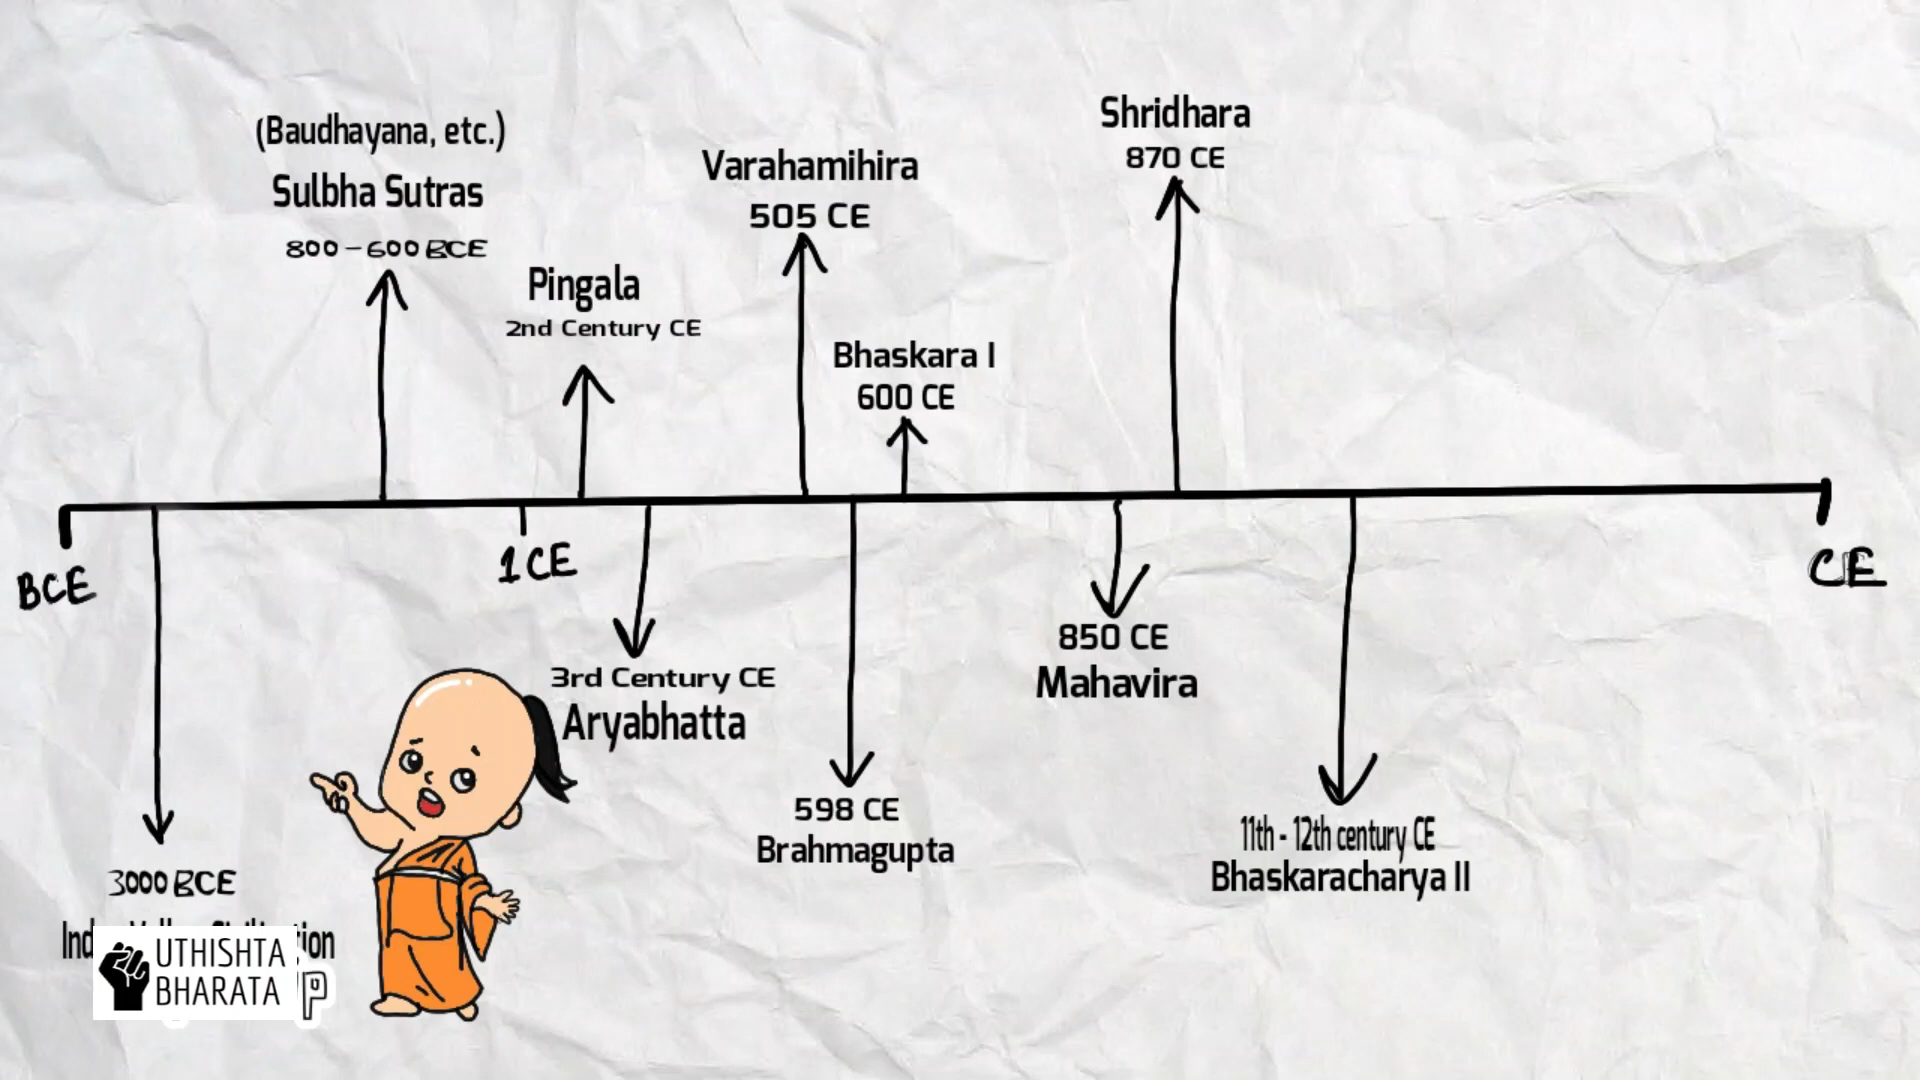 (Baudhayana, etc.)
Sulbha Sutras
800-600 BCE
Pingala
2nd Century CE
Varahamihira
505 CE
Bhaskara I
600 CE
Shridhara
870 CE
BCE
1 CE
CE
3000 BCE
3rd Century CE
Aryabhatta
598 CE
Brahmagupta
850 CE
Mahavira
11th - 12th century CE
Bhaskaracharya II
UTHISHTA
BHARATA
P